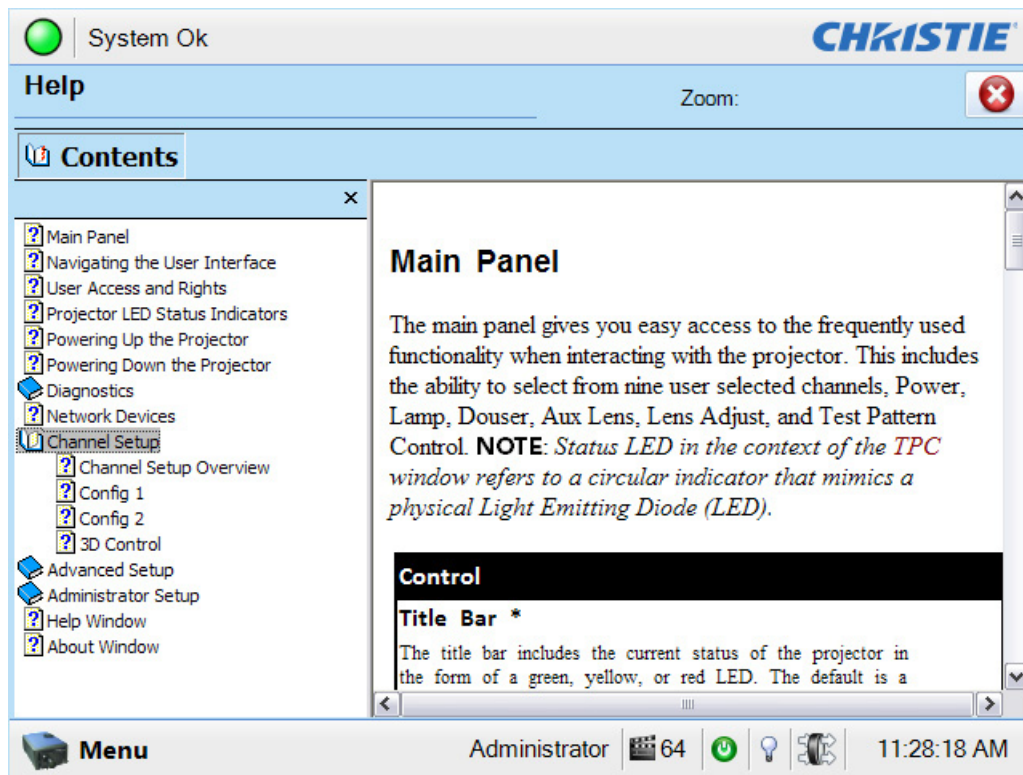 System Ok
CHRISTIE
Help
Zoom:
Contents
Main Panel
Navigating the User Interface
User Access and Rights
Projector LED Status Indicators
Powering Up the Projector
Powering Down the Projector
Diagnostics
Network Devices
Channel Setup
Channel Setup Overview
Config 1
Config 2
3D Control
Advanced Setup
Administrator Setup
Help Window
About Window
Main Panel
The main panel gives you easy access to the frequently used
functionality when interacting with the projector. This includes
the ability to select from nine user selected channels, Power,
Lamp, Douser, Aux Lens, Lens Adjust, and Test Pattern
Control. NOTE: Status LED in the context of the TPC
window refers to a circular indicator that mimics a
physical Light Emitting Diode (LED).
Control
Title Bar *
The title bar includes the current status of the projector in
the form of a green, yellow, or red LED. The default is a
Menu
Administrator
64
11:28:18 AM